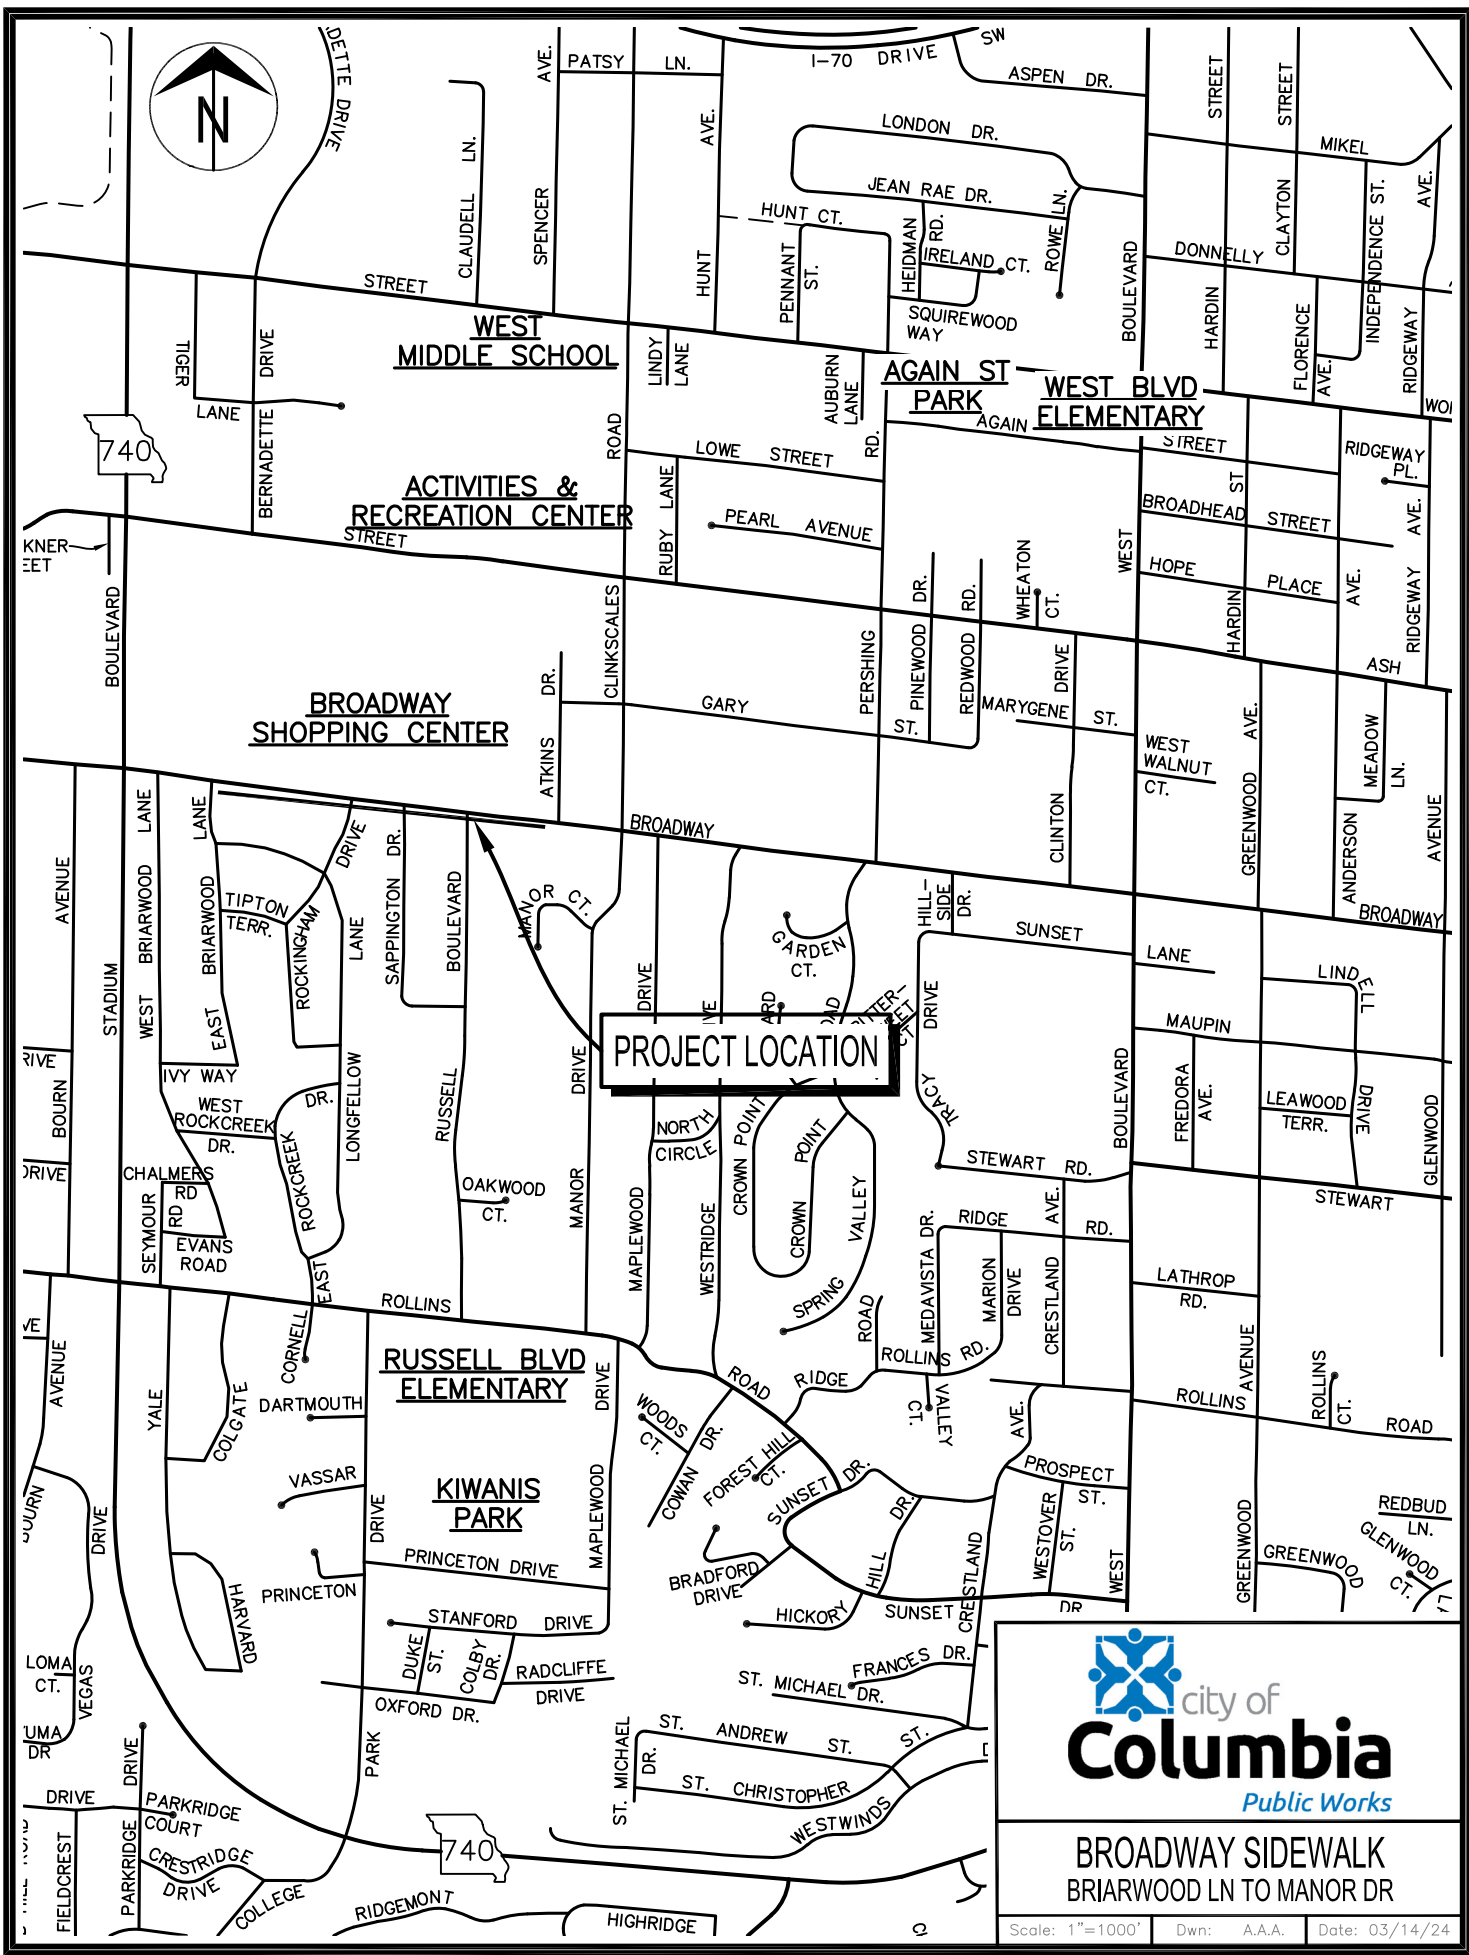 DETTE DRIVE
AVE.
PATSY LN.
I-70 DRIVE SW
ASPEN DR.
STREET
STREET
N
CLAUDELL LN.
SPENCER
HUNT AVE.
LONDON DR.
MIKEL
JEAN RAE DR.
ROWE LN.
HUNT CT.
HEIDMAN RD.
IRELAND CT.
PENNANT ST.
SQUIREWOOD
WAY
BOULEVARD
DONNELLY
HARDIN
CLAYTON
INDEPENDENCE ST.
RIDGEWAY AVE.
FLORENCE AVE.
STREET
TIGER
LANE
BERNADETTE DRIVE
WEST
MIDDLE SCHOOL
LINDY LANE
AUBURN LANE
AGAIN ST
PARK
WEST BLVD
ELEMENTARY
AGAIN
STREET
RIDGEWAY
PL.
740
ROAD
LOWE STREET
RD.
ST
BROADHEAD STREET
AVE.
ACTIVITIES &
RECREATION CENTER
STREET
RUBY LANE
PEARL AVENUE
WEST
KNER
EET
BOULEVARD
CLINKSCALES
PINEWOOD DR.
REDWOOD RD.
WHEATON CT.
HOPE PLACE
HARDIN
AVE.
RIDGEWAY
ASH
PERSHING
BROADWAY
SHOPPING CENTER
ATKINS DR.
GARY ST.
MARYGENE ST.
CLINTON DRIVE
WEST
WALNUT
CT.
GREENWOOD AVE.
MEADOW LN.
ANDERSON
AVENUE
BROADWAY
BROADWAY
AVENUE
BOURN
STADIUM
WEST BRIARWOOD LANE
EAST BRIARWOOD LANE
TIPTON
TERR.
ROCKINGHAM
DRIVE
LONGFELLOW LANE
SAPPINGTON DR.
RUSSELL BOULEVARD
MANOR CT.
MANOR DRIVE
DRIVE
GARDEN
CT.
HILL-
SIDE
DR.
SUNSET
LANE
LINDELL
DRIVE
MAUPIN
BOULEVARD
FREDORA AVE.
LEAWOOD
TERR.
DRIVE
GLENWOOD
PROJECT LOCATION
TRACY
RIVE
IVY WAY
WEST
ROCKCREEK
DR.
ROCKCREEK
DR.
DRIVE
CHALMERS
RD
SEYMOUR RD
EVANS
ROAD
OAKWOOD
CT.
NORTH
CIRCLE
MAPLEWOOD
WESTRIDGE
CROWN POINT
CROWN POINT
SPRING VALLEY
STEWART RD.
STEWART
RIDGE RD.
MEDAVISTA DR.
MARION DRIVE
CRESTLAND AVE.
LATHROP
RD.
EAST
ROLLINS
CORNELL
VE
AVENUE
RUSSELL BLVD
ELEMENTARY
YALE
COLGATE
DARTMOUTH
VASSAR
DRIVE
MAPLEWOOD DRIVE
ROAD
RIDGE
ROAD
ROLLINS RD.
VALLEY
CT.
AVE.
ROLLINS
AVENUE
ROLLINS CT.
ROAD
WOODS
CT.
COWAN DR.
FOREST HILL
CT.
SUNSET DR.
KIWANIS
PARK
PROSPECT
ST.
WESTOVER ST.
WEST
GREENWOOD
REDBUD
LN.
GLENWOOD
CT.
GREENWOOD
DRIVE
PRINCETON
PRINCETON DRIVE
HARVARD
STANFORD DRIVE
DUKE ST.
COLBY DR.
RADCLIFFE
DRIVE
OXFORD DR.
BRADFORD
DRIVE
HICKORY
HILL DR.
SUNSET
CRESTLAND
DR
FRANCES DR.
ST. MICHAEL DR.
LOMA
CT.
VEGAS
DR
PARK
ST. MICHAEL DR.
ST. ANDREW ST.
ST. CHRISTOPHER ST.
WESTWINDS
DRIVE
PARKRIDGE DRIVE
PARKRIDGE
COURT
FIELDCREST
CRESTRIDGE
DRIVE
COLLEGE
740
RIDGEMONT
HIGHRIDGE
city of
Columbia
Public Works
BROADWAY SIDEWALK
BRIARWOOD LN TO MANOR DR
Scale: 1"=1000'
Dwn: A.A.A.
Date: 03/14/24